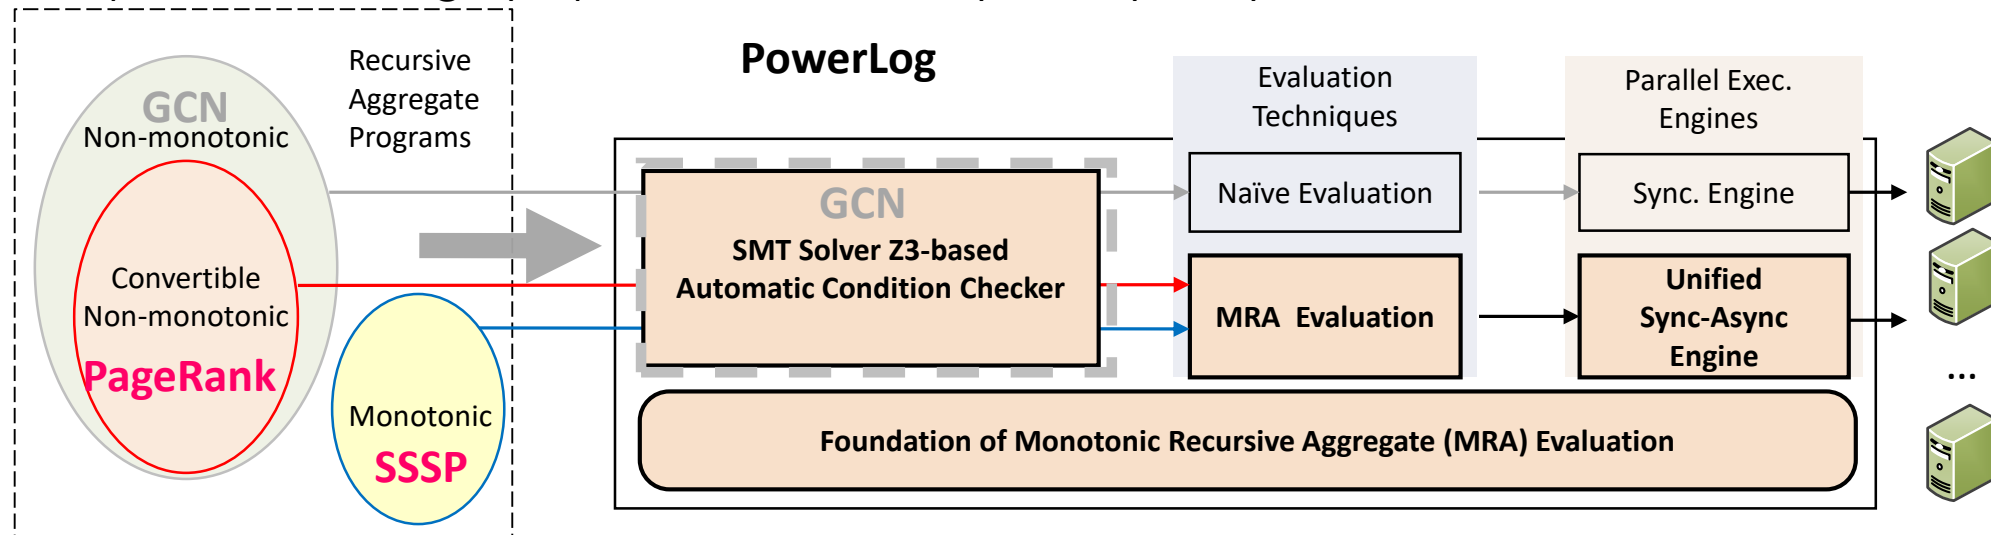 PowerLog
Recursive
Aggregate
Programs
GCN
Non-monotonic
Convertible
Non-monotonic
PageRank
Monotonic
SSSP
GCN
SMT Solver Z3-based
Automatic Condition Checker
Evaluation
Techniques
Naïve Evaluation
MRA Evaluation
Parallel Exec.
Engines
Sync. Engine
Unified
Sync-Async
Engine
...
Foundation of Monotonic Recursive Aggregate (MRA) Evaluation